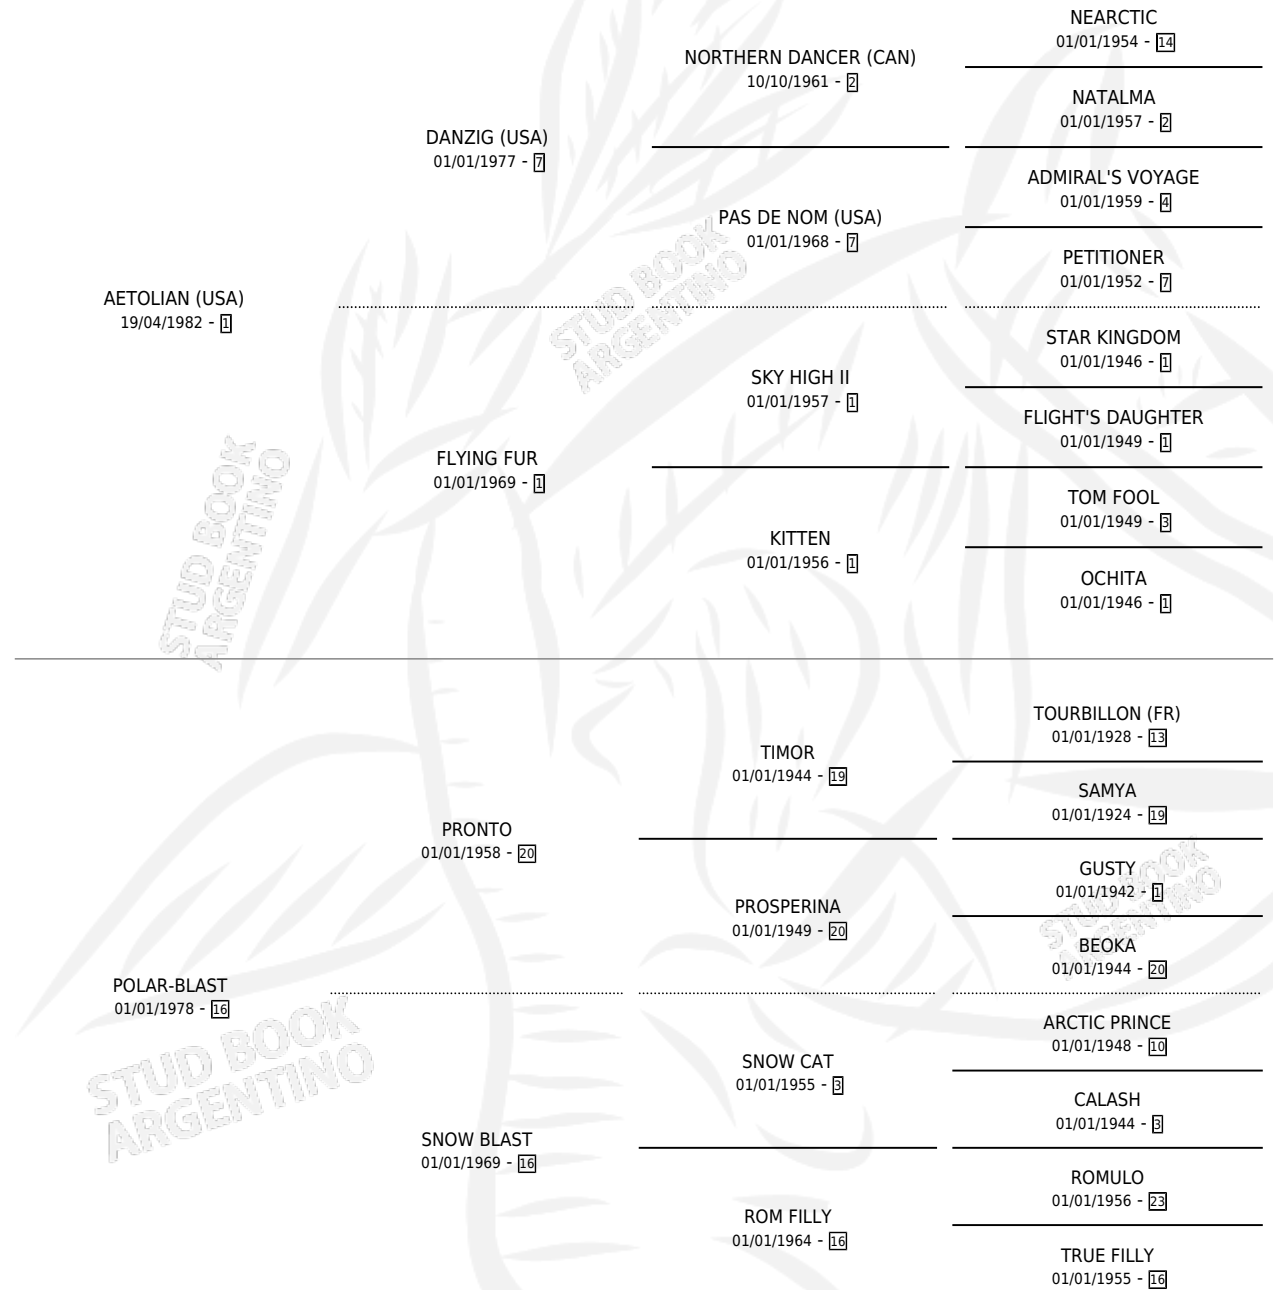 NEARCTIC
01/01/1954 - 14
NORTHERN DANCER (CAN)
10/10/1961 - 2
NATALMA
01/01/1957 - 2
DANZIG (USA)
01/01/1977 - 7
ADMIRAL'S VOYAGE
01/01/1959 - 4
PAS DE NOM (USA)
01/01/1968 - 7
PETITIONER
01/01/1952 - 7
AETOLIAN (USA)
19/04/1982 - 1
STAR KINGDOM
01/01/1946 - 1
SKY HIGH II
01/01/1957 - 1
FLIGHT'S DAUGHTER
01/01/1949 - 1
FLYING FUR
01/01/1969 - 1
TOM FOOL
01/01/1949 - 3
KITTEN
01/01/1956 - 1
OCHITA
01/01/1946 - 1
TOURBILLON (FR)
01/01/1928 - 13
TIMOR
01/01/1944 - 19
SAMYA
01/01/1924 - 19
PRONTO
01/01/1958 - 20
GUSTY
01/01/1942 - 1
PROSPERINA
01/01/1949 - 20
BEOKA
01/01/1944 - 20
POLAR-BLAST
01/01/1978 - 16
ARCTIC PRINCE
01/01/1948 - 10
SNOW CAT
01/01/1955 - 3
CALASH
01/01/1944 - 3
SNOW BLAST
01/01/1969 - 16
ROMULO
01/01/1956 - 23
ROM FILLY
01/01/1964 - 16
TRUE FILLY
01/01/1955 - 16
STUD BOOK
ARGENTINO
STUD BOOK
ARGENTINO
STUD BOOK
ARGENTINO
STUD BOOK
ARGENTINO